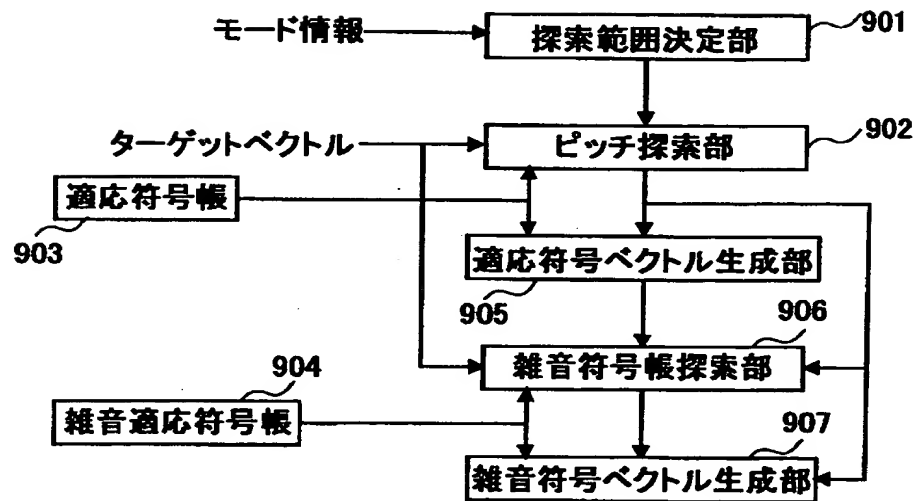 モード情報
探索範囲決定部
901
ターゲットベクトル
ピッチ探索部
902
適応符号帳
903
適応符号ベクトル生成部
905
906
雑音符号帳探索部
904
雑音適応符号帳
907
雑音符号ベクトル生成部